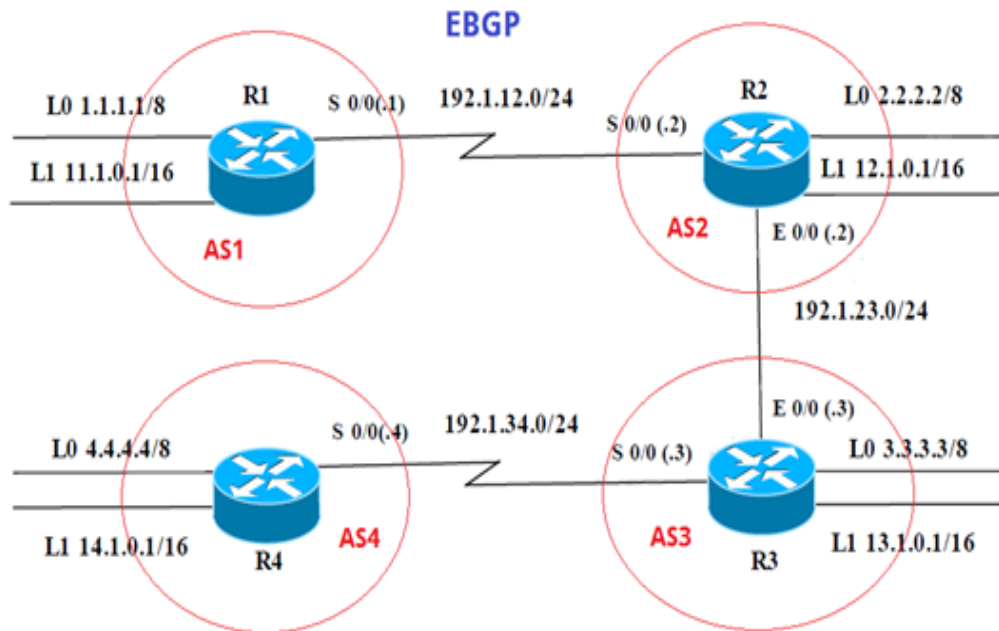 EBGP
L0 1.1.1.1/8
R1
S 0/0(.1)
192.1.12.0/24
R2
L0 2.2.2.2/8
S 0/0 (.2)
L1 11.1.0.1/16
L1 12.1.0.1/16
AS1
AS2
E 0/0 (.2)
192.1.23.0/24
L0 4.4.4.4/8
S 0/0(.4)
192.1.34.0/24
E 0/0 (.3)
S 0/0 (.3)
L0 3.3.3.3/8
L1 14.1.0.1/16
R4
AS4
AS3
R3
L1 13.1.0.1/16